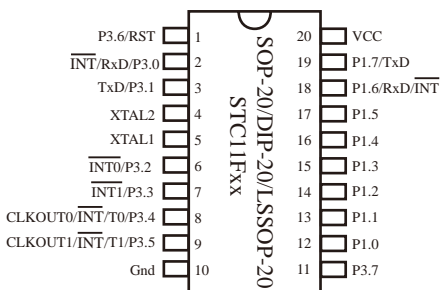 P3.6/RST 1
INT/RxD/P3.0 2
TxD/P3.1 3
XTAL2 4
XTAL1 5
INT0/P3.2 6
INT1/P3.3 7
CLKOUT0/INT/T0/P3.4 8
CLKOUT1/INT/T1/P3.5 9
Gnd 10
SOP-20/DIP-20/LSSOP-20
STC11Fxx
20 VCC
19 P1.7/TxD
18 P1.6/RxD/INT
17 P1.5
16 P1.4
15 P1.3
14 P1.2
13 P1.1
12 P1.0
11 P3.7